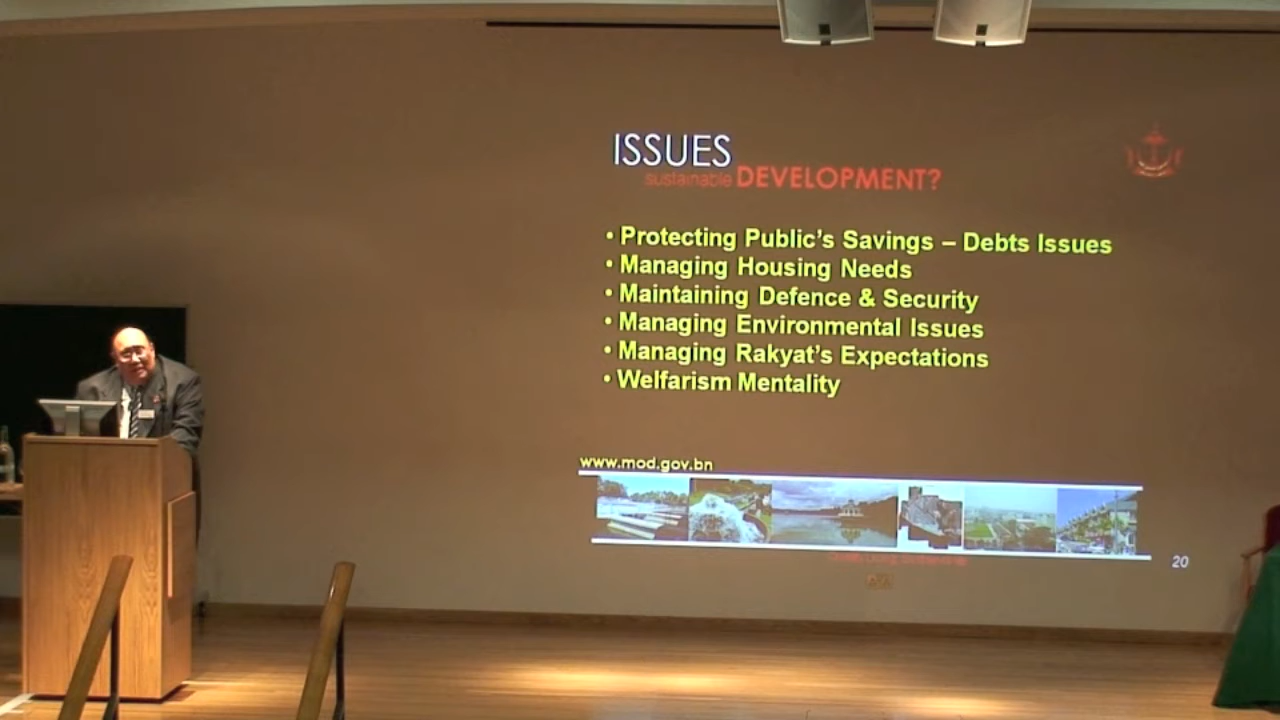 ISSUES
sustainable DEVELOPMENT?
• Protecting Public's Savings – Debts Issues
• Managing Housing Needs
• Maintaining Defence & Security
• Managing Environmental Issues
• Managing Rakyat's Expectations
• Welfarism Mentality
www.mod.gov.bn
20